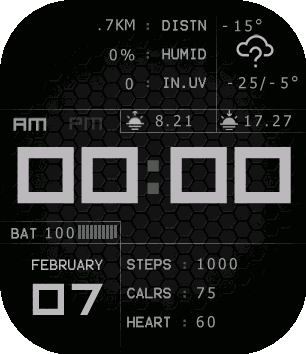 .7KM : DISTN -15°
0% : HUMID
0 : IN.UV -25/-5°
AM PM 8.21 17.27
00:00
BAT 100
FEBRUARY
07
STEPS : 1000
CALRS : 75
HEART : 60